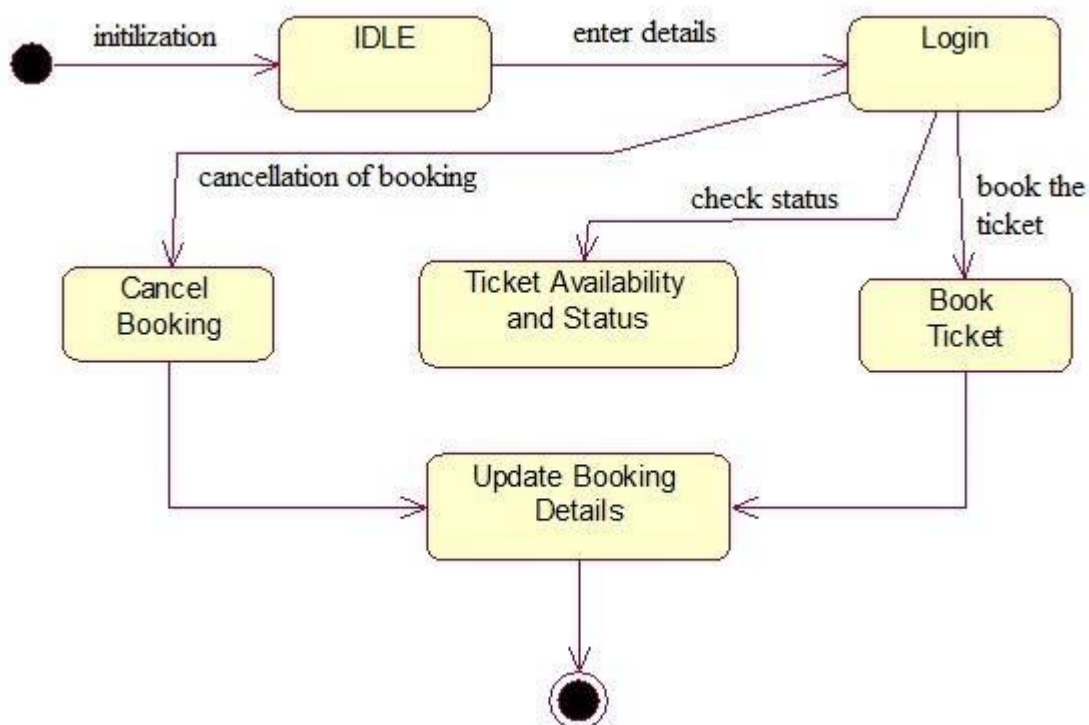 initilization
IDLE
enter details
Login
cancellation of booking
check status
book the
ticket
Cancel
Booking
Ticket Availability
and Status
Book
Ticket
Update Booking
Details